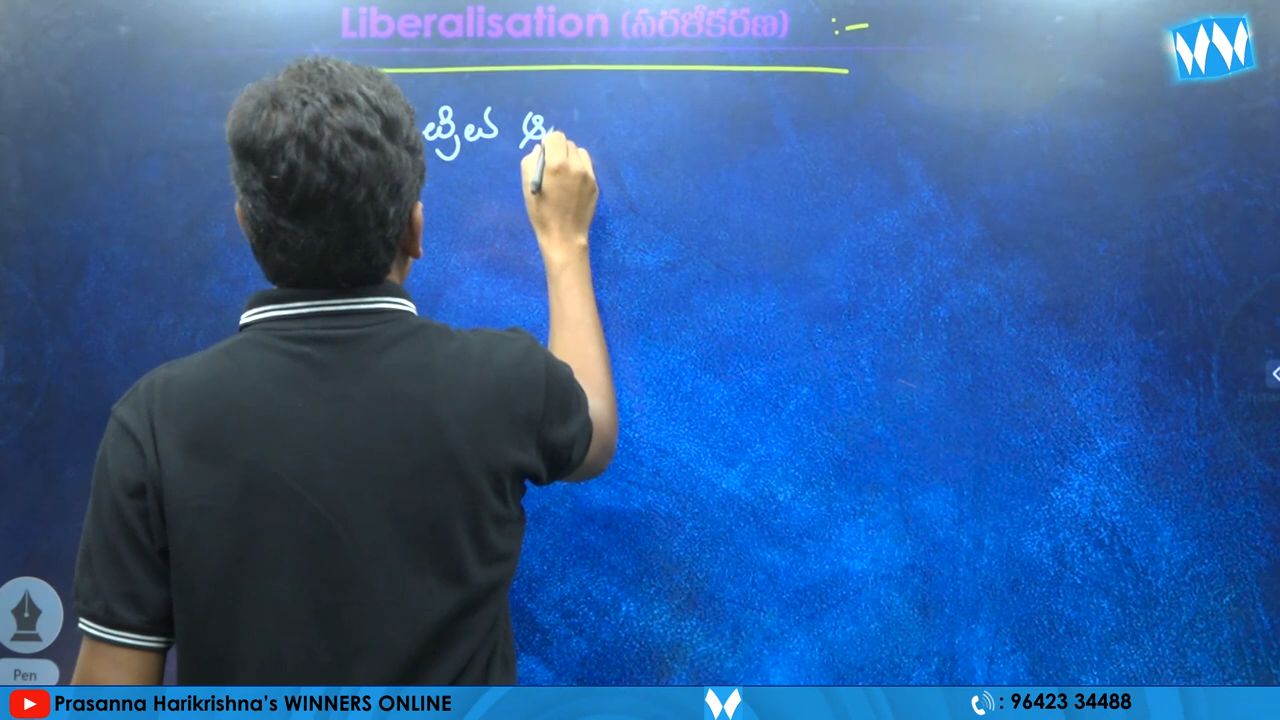 Liberalisation (సరళీకరణ) :-
Pen
Prasanna Harikrishna's WINNERS ONLINE
: 96423 34488